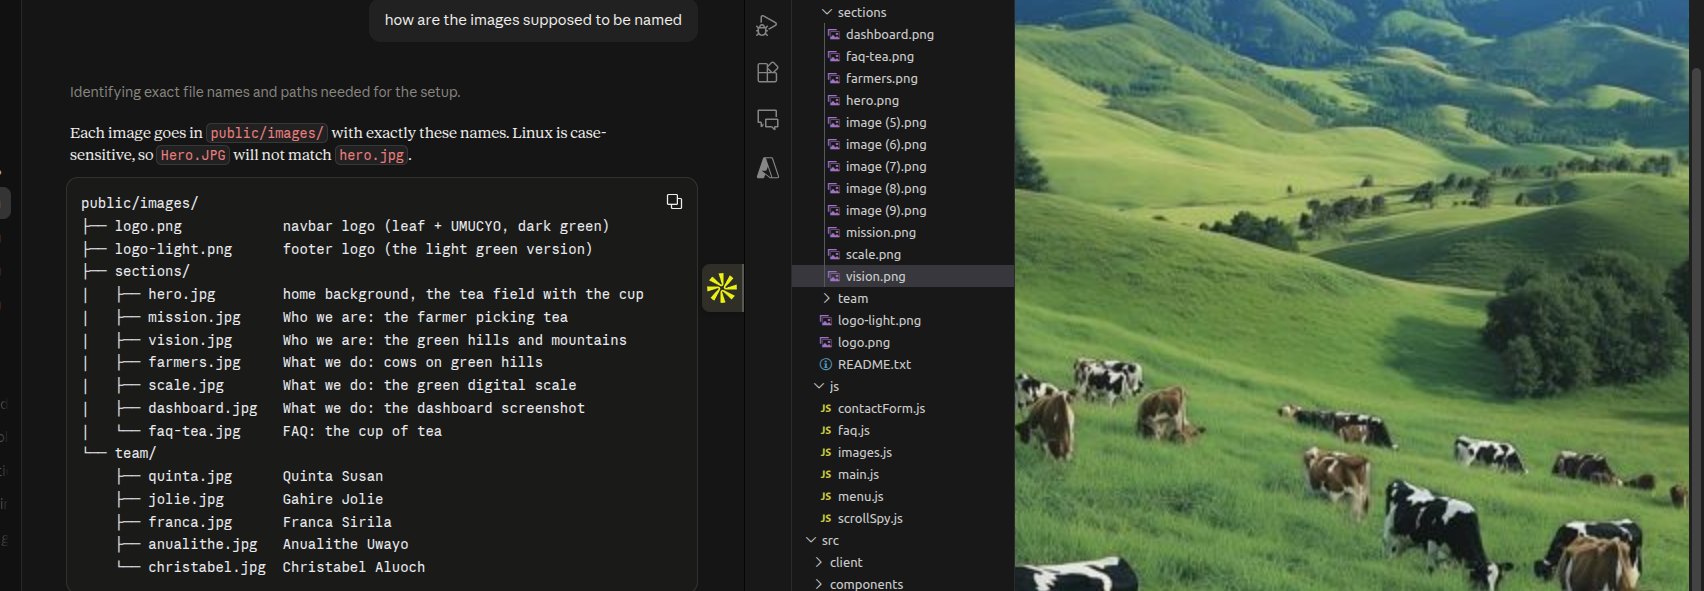 how are the images supposed to be named
Identifying exact file names and paths needed for the setup.
Each image goes in public/images/ with exactly these names. Linux is case-
sensitive, so Hero.JPG will not match hero.jpg.
public/images/
├── logo.png navbar logo (leaf + UMUCYO, dark green)
├── logo-light.png footer logo (the light green version)
├── sections/
│ ├── hero.jpg home background, the tea field with the cup
│ ├── mission.jpg Who we are: the farmer picking tea
│ ├── vision.jpg Who we are: the green hills and mountains
│ ├── farmers.jpg What we do: cows on green hills
│ ├── scale.jpg What we do: the green digital scale
│ ├── dashboard.jpg What we do: the dashboard screenshot
│ └── faq-tea.jpg FAQ: the cup of tea
└── team/
├── quinta.jpg Quinta Susan
├── jolie.jpg Gahire Jolie
├── franca.jpg Franca Sirila
├── anualithe.jpg Anualithe Uwayo
└── christabel.jpg Christabel Aluoch
sections
dashboard.png
faq-tea.png
farmers.png
hero.png
image (5).png
image (6).png
image (7).png
image (8).png
image (9).png
mission.png
scale.png
vision.png
team
logo-light.png
logo.png
README.txt
js
JS contactForm.js
JS faq.js
JS images.js
JS main.js
JS menu.js
JS scrollSpy.js
src
client
components